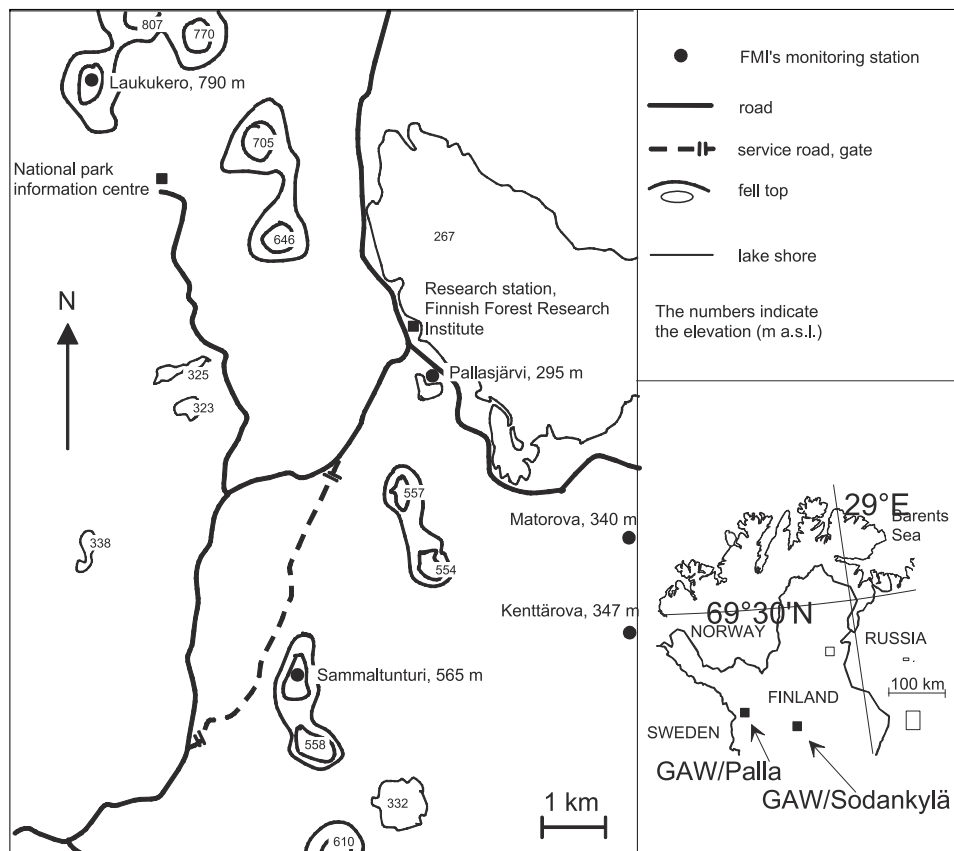 807
770
Laukukero, 790 m
705
National park
information centre
646
267
N
Research station,
Finnish Forest Research
Institute
325
Pallasjärvi, 295 m
323
557
Matorova, 340 m
338
554
Kenttärova, 347 m
Sammaltunturi, 565 m
558
332
1 km
610
FMI's monitoring station
road
service road, gate
fell top
lake shore
The numbers indicate
the elevation (m a.s.l.)
29°E
Barents
Sea
69°30'N
NORWAY
RUSSIA
100 km
FINLAND
SWEDEN
GAW/Palla
GAW/Sodankylä